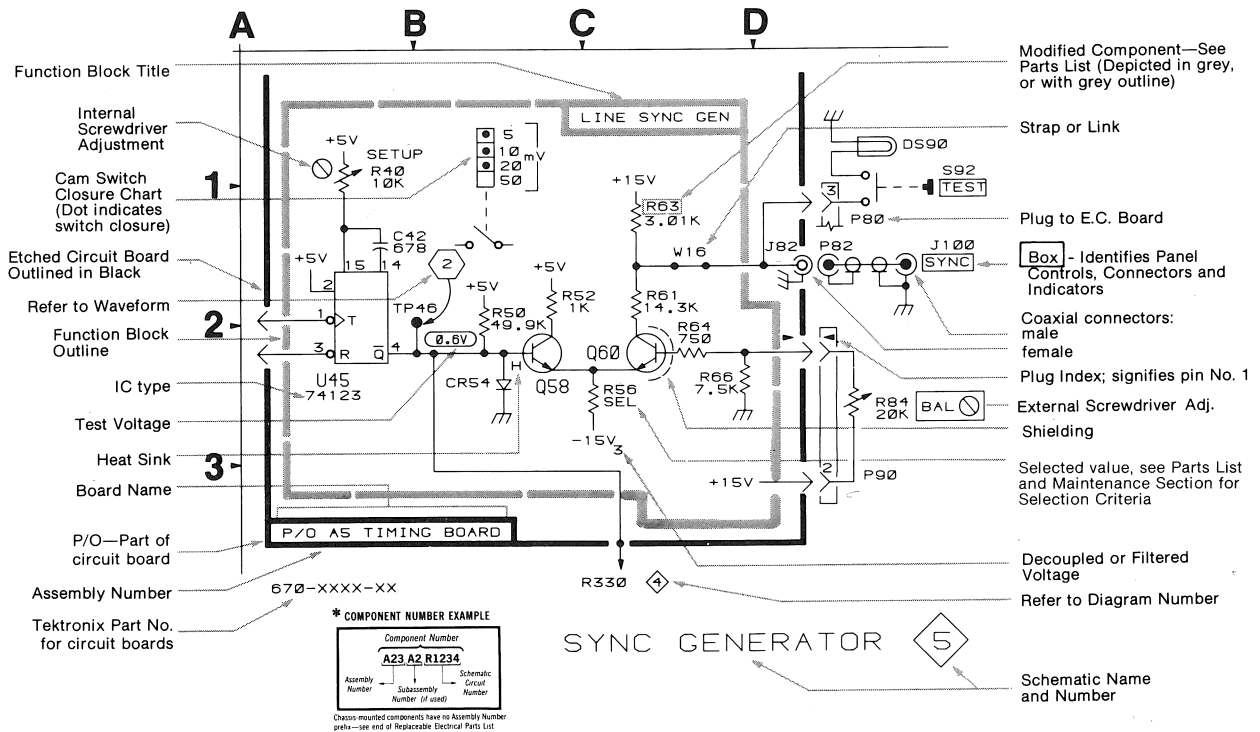 A B C D
Function Block Title
Internal
Screwdriver
Adjustment
1
Cam Switch
Closure Chart
(Dot indicates
switch closure)
Etched Circuit Board
Outlined in Black
Refer to Waveform
2
Function Block
Outline
IC type
Test Voltage
Heat Sink
3
Board Name
P/O—Part of
circuit board
Assembly Number
Tektronix Part No.
for circuit boards
LINE SYNC GEN
+5V
SETUP
R40
10K
5
10
20
50
mV
C42
678
+5V
15 14
2
1
T
3
R
Q̅ 4
U45
74123
2
TP46
0.6V
+5V
R50
49.9K
CR54
H
+5V
R52
1K
Q58
Q60
+15V
R63
3.01K
W16
R61
14.3K
R64
750
R66
7.5K
R56
SEL
-15V
3
+15V
J82
3
P80
DS90
S92
TEST
P82
J100
SYNC
R84
20K
BAL
2
P90
P/O A5 TIMING BOARD
670-XXXX-XX
R330
4
SYNC GENERATOR
5
* COMPONENT NUMBER EXAMPLE
Component Number
A23 A2 R1234
Assembly
Number
Subassembly
Number (if used)
Schematic
Circuit
Number
Chassis-mounted components have no Assembly Number
prefix—see end of Replaceable Electrical Parts List
Modified Component—See
Parts List (Depicted in grey,
or with grey outline)
Strap or Link
Plug to E.C. Board
Box - Identifies Panel
Controls, Connectors and
Indicators
Coaxial connectors:
male
female
Plug Index; signifies pin No. 1
External Screwdriver Adj.
Shielding
Selected value, see Parts List
and Maintenance Section for
Selection Criteria
Decoupled or Filtered
Voltage
Refer to Diagram Number
Schematic Name
and Number